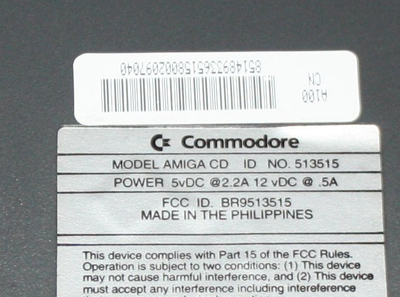 A100
CN
85148933651580002097040
Commodore
MODEL AMIGA CD ID NO. 513515
POWER 5vDC @2.2A 12 vDC @ .5A
FCC ID. BR9513515
MADE IN THE PHILIPPINES
This device complies with Part 15 of the FCC Rules.
Operation is subject to two conditions: (1) This device
may not cause harmful interference, and (2) This device
must accept any interference including intereference